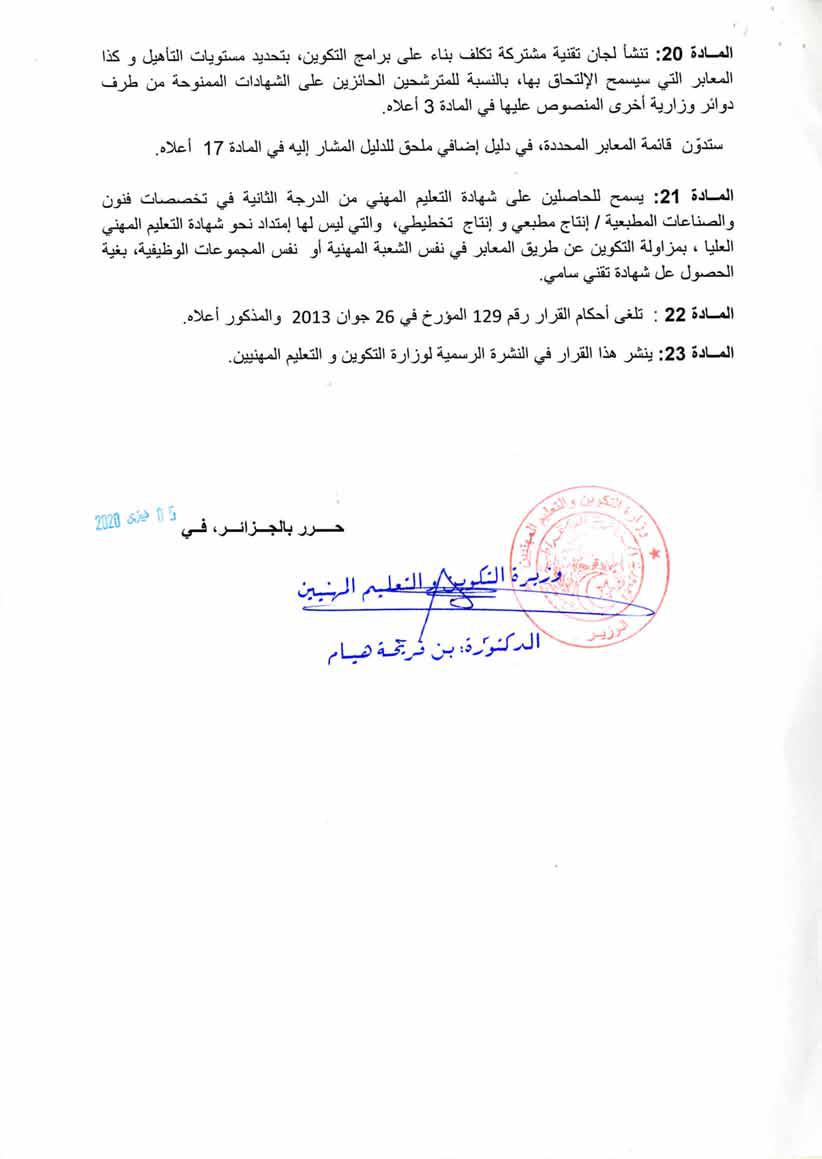 المــادة 20: تنشأ لجان تقنية مشتركة تكلف بناء على برامج التكوين، بتحديد مستويات التأهيل و كذا
المعابر التي سيسمح الإلتحاق بها، بالنسبة للمترشحين الحائزين على الشهادات الممنوحة من طرف
دوائر وزارية أخرى المنصوص عليها في المادة 3 أعلاه.
ستدوّن قائمة المعابر المحددة، في دليل إضافي ملحق للدليل المشار إليه في المادة 17 أعلاه.
المــادة 21: يسمح للحاصلين على شهادة التعليم المهني من الدرجة الثانية في تخصصات فنون
والصناعات المطبعية / إنتاج مطبعي و إنتاج تخطيطي، والتي ليس لها إمتداد نحو شهادة التعليم المهني
العليا ، بمزاولة التكوين عن طريق المعابر في نفس الشعبة المهنية أو نفس المجموعات الوظيفية، بغية
الحصول عل شهادة تقني سامي.
المــادة 22 : تلغى أحكام القرار رقم 129 المؤرخ في 26 جوان 2013 والمذكور أعلاه.
المــادة 23: ينشر هذا القرار في النشرة الرسمية لوزارة التكوين و التعليم المهنيين.
حــــرر بالجــزائــر، فــي 05 2020
وزارة التكوين والتعليم المهنيين
الوزير
وزيرة التكوين و التعليم المهنيين
الدكتورة: بن فريحة هيام